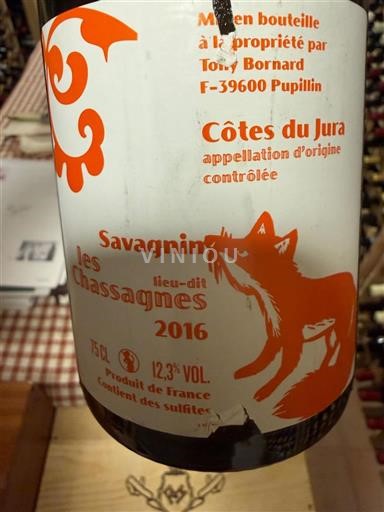 Mis en bouteille
à la propriété par
Tony Bornard
F-39600 Pupillin
Côtes du Jura
appellation d'origine
contrôlée
Savagnin
VINIOU
les
lieu-dit
Chassagnes
2016
75 CL
12,3% VOL.
Produit de France
Contient des sulfites